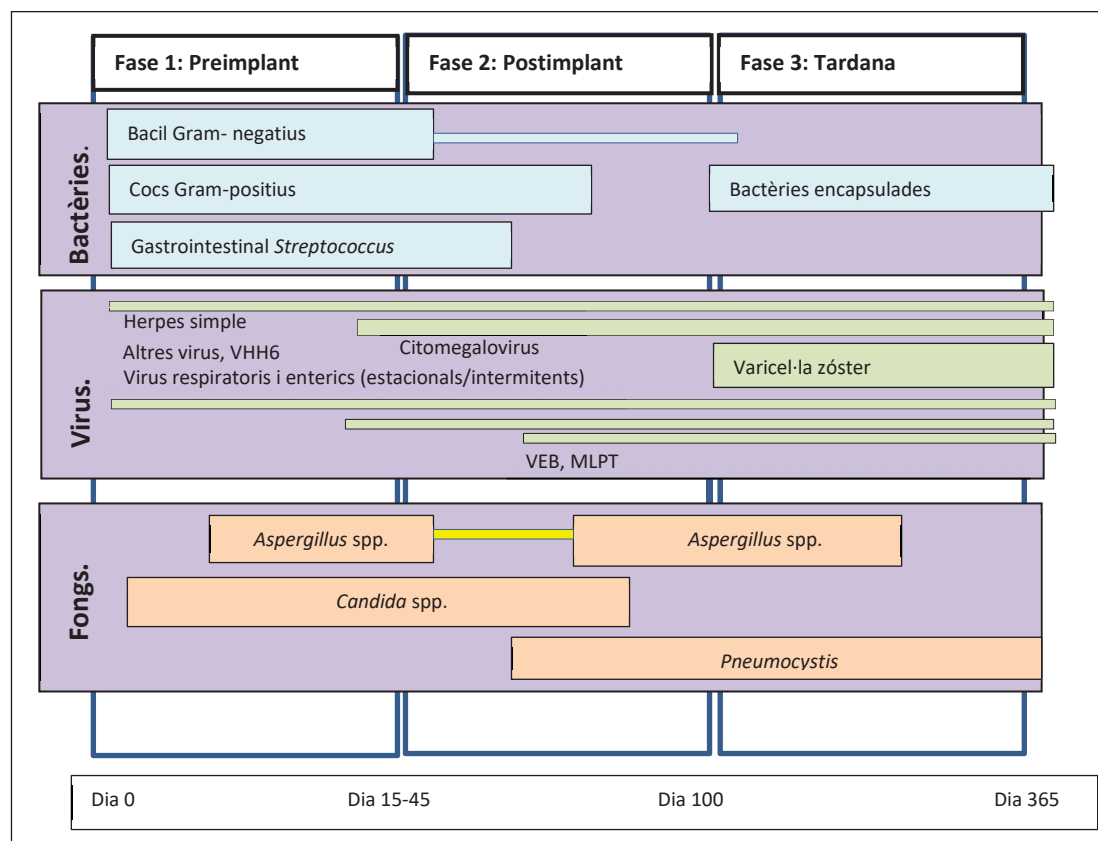 Fase 1: Preimplant
Fase 2: Postimplant
Fase 3: Tardana
Bactèries.
Bacil Gram- negatius
Cocs Gram-positius
Bactèries encapsulades
Gastrointestinal Streptococcus
Virus.
Herpes simple
Citomegalovirus
Altres virus, VHH6
Varicel·la zóster
Virus respiratoris i enterics (estacionals/intermitents)
VEB, MLPT
Fongs.
Aspergillus spp.
Aspergillus spp.
Candida spp.
Pneumocystis
Dia 0
Dia 15-45
Dia 100
Dia 365